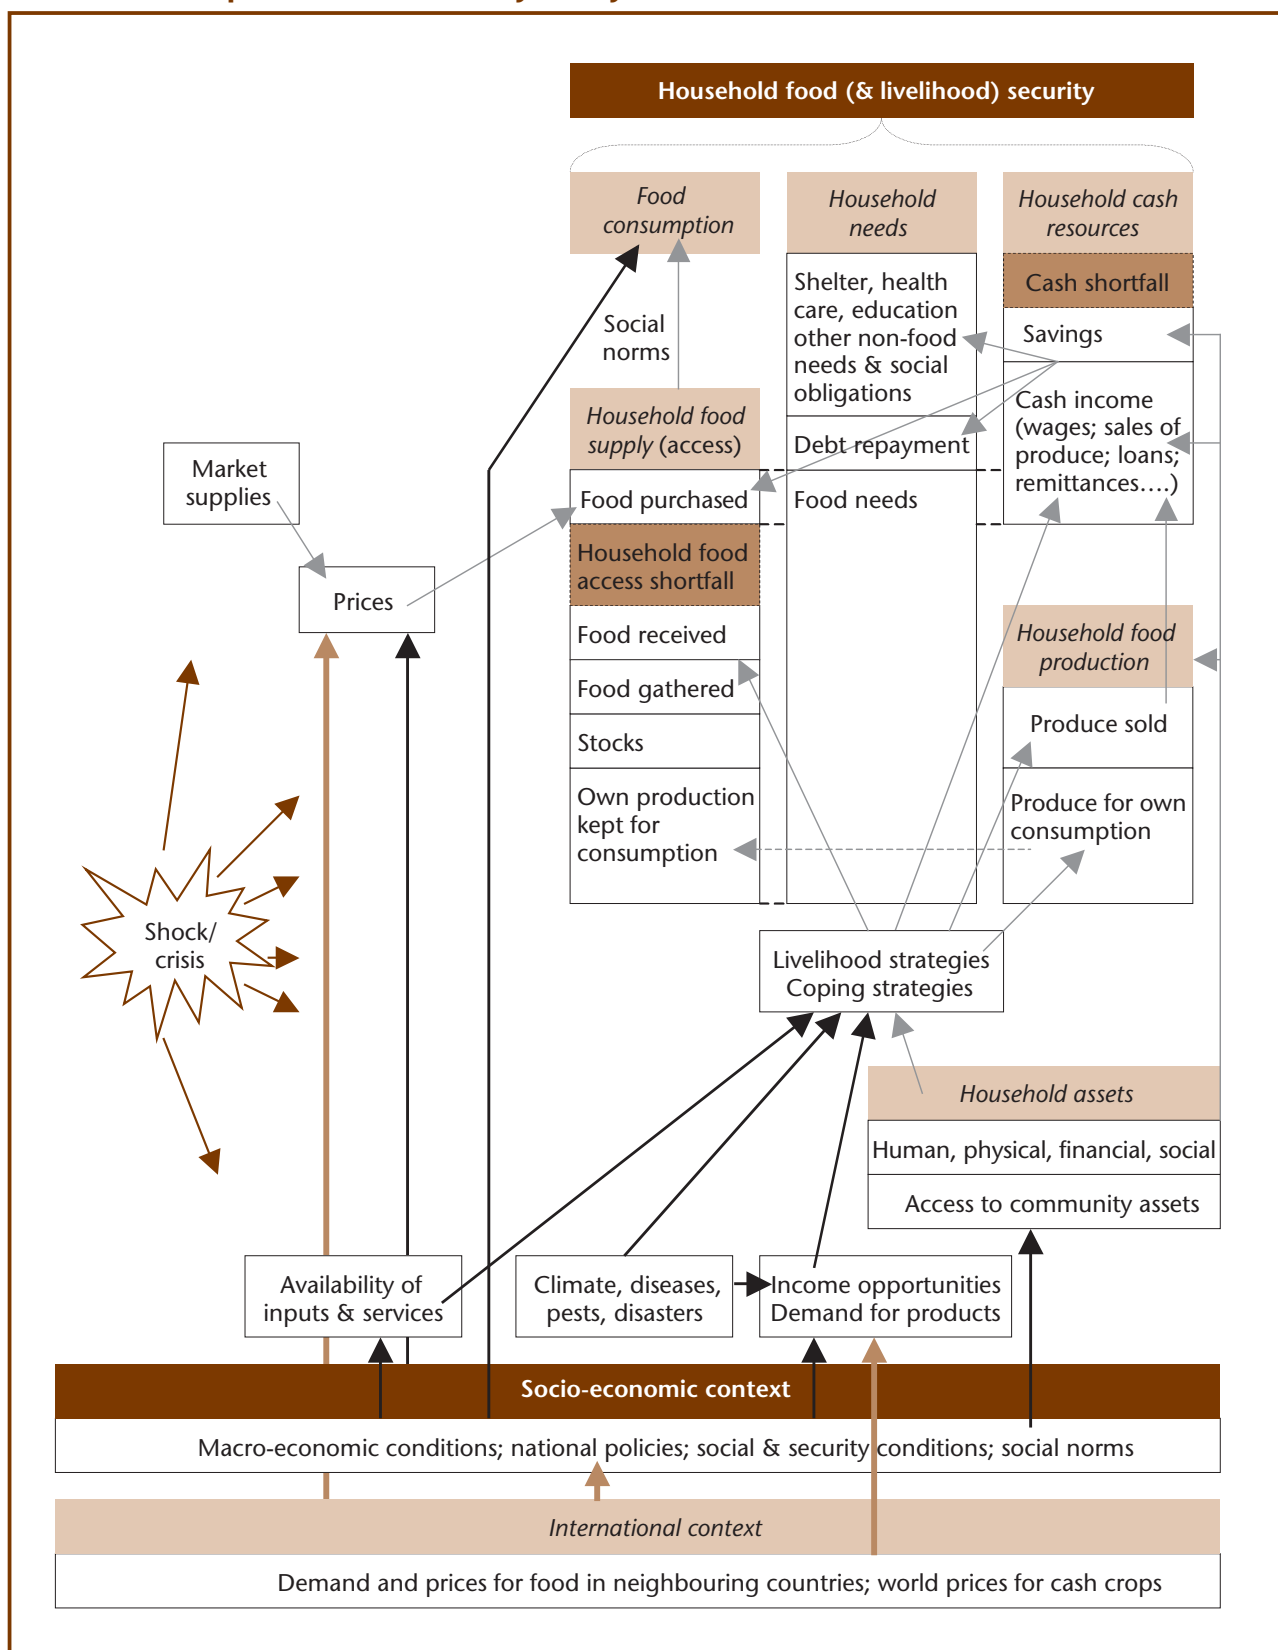 Household food (& livelihood) security
Food
consumption
Household
needs
Household cash
resources
Cash shortfall
Shelter, health
care, education
other non-food
needs & social
obligations
Savings
Social
norms
Cash income
(wages; sales of
produce; loans;
remittances….)
Household food
supply (access)
Debt repayment
Market
supplies
Food purchased
Food needs
Household food
access shortfall
Prices
Food received
Household food
production
Food gathered
Produce sold
Stocks
Own production
kept for
consumption
Produce for own
consumption
Shock/
crisis
Livelihood strategies
Coping strategies
Household assets
Human, physical, financial, social
Access to community assets
Availability of
inputs & services
Climate, diseases,
pests, disasters
Income opportunities
Demand for products
Socio-economic context
Macro-economic conditions; national policies; social & security conditions; social norms
International context
Demand and prices for food in neighbouring countries; world prices for cash crops